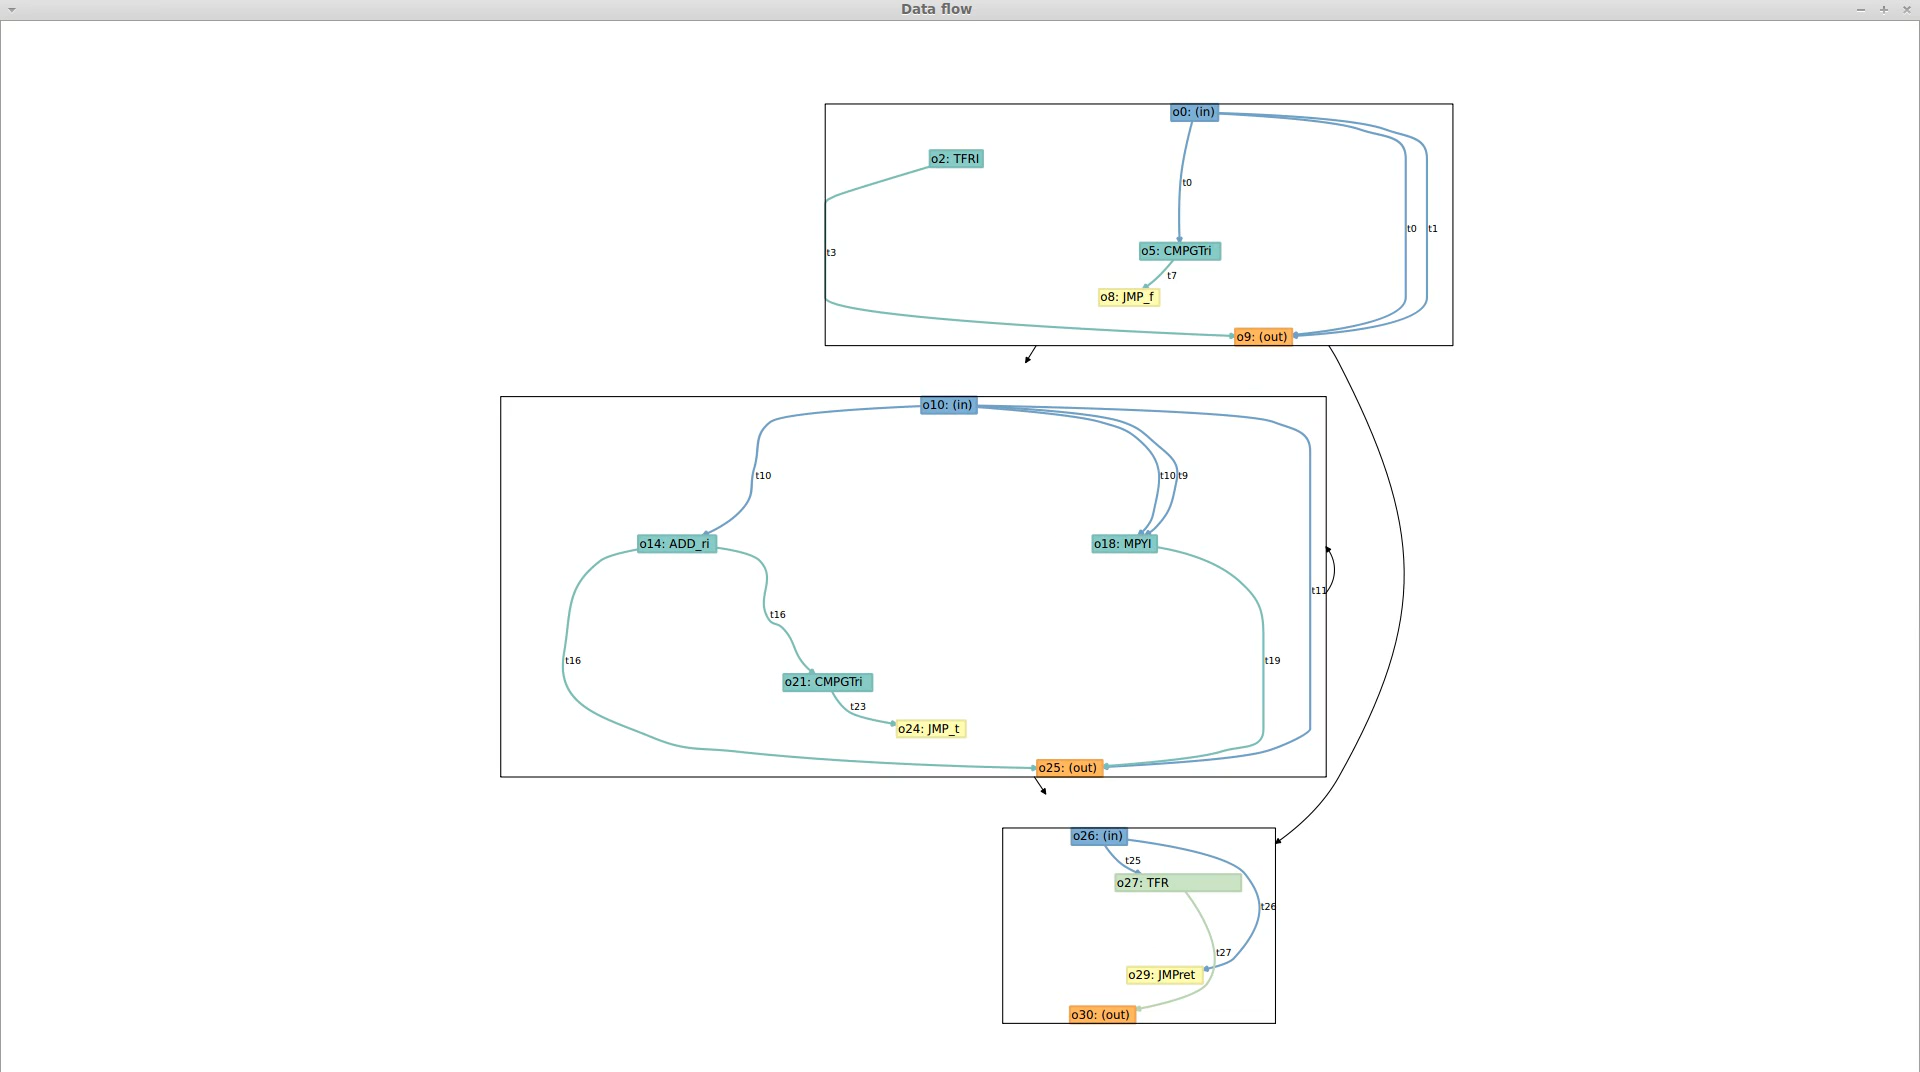 Data flow
o0: (in)
o2: TFRI
t0
t0
t1
o5: CMPGTri
t3
t7
o8: JMP_f
o9: (out)
o10: (in)
t10
t10
t9
o14: ADD_ri
o18: MPYI
t11
t16
t16
t19
o21: CMPGTri
t23
o24: JMP_t
o25: (out)
o26: (in)
t25
o27: TFR
t26
t27
o29: JMPret
o30: (out)